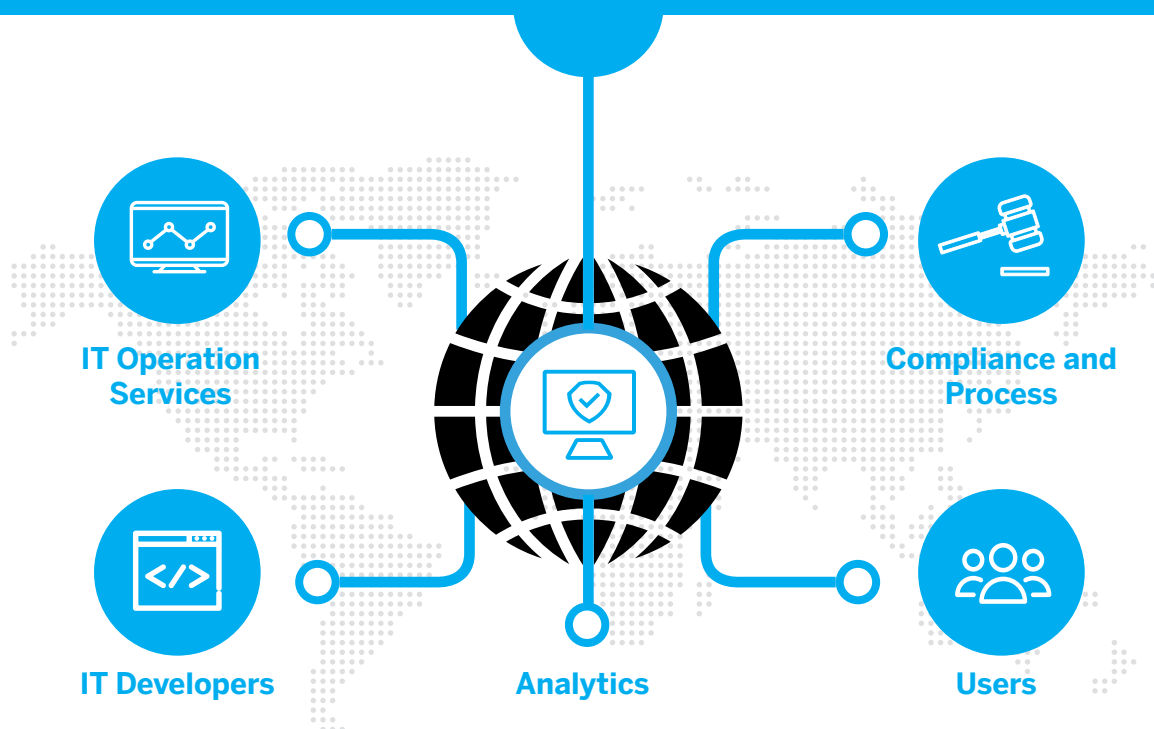 IT Operation
Services
Compliance and
Process
</>
IT Developers
Analytics
Users